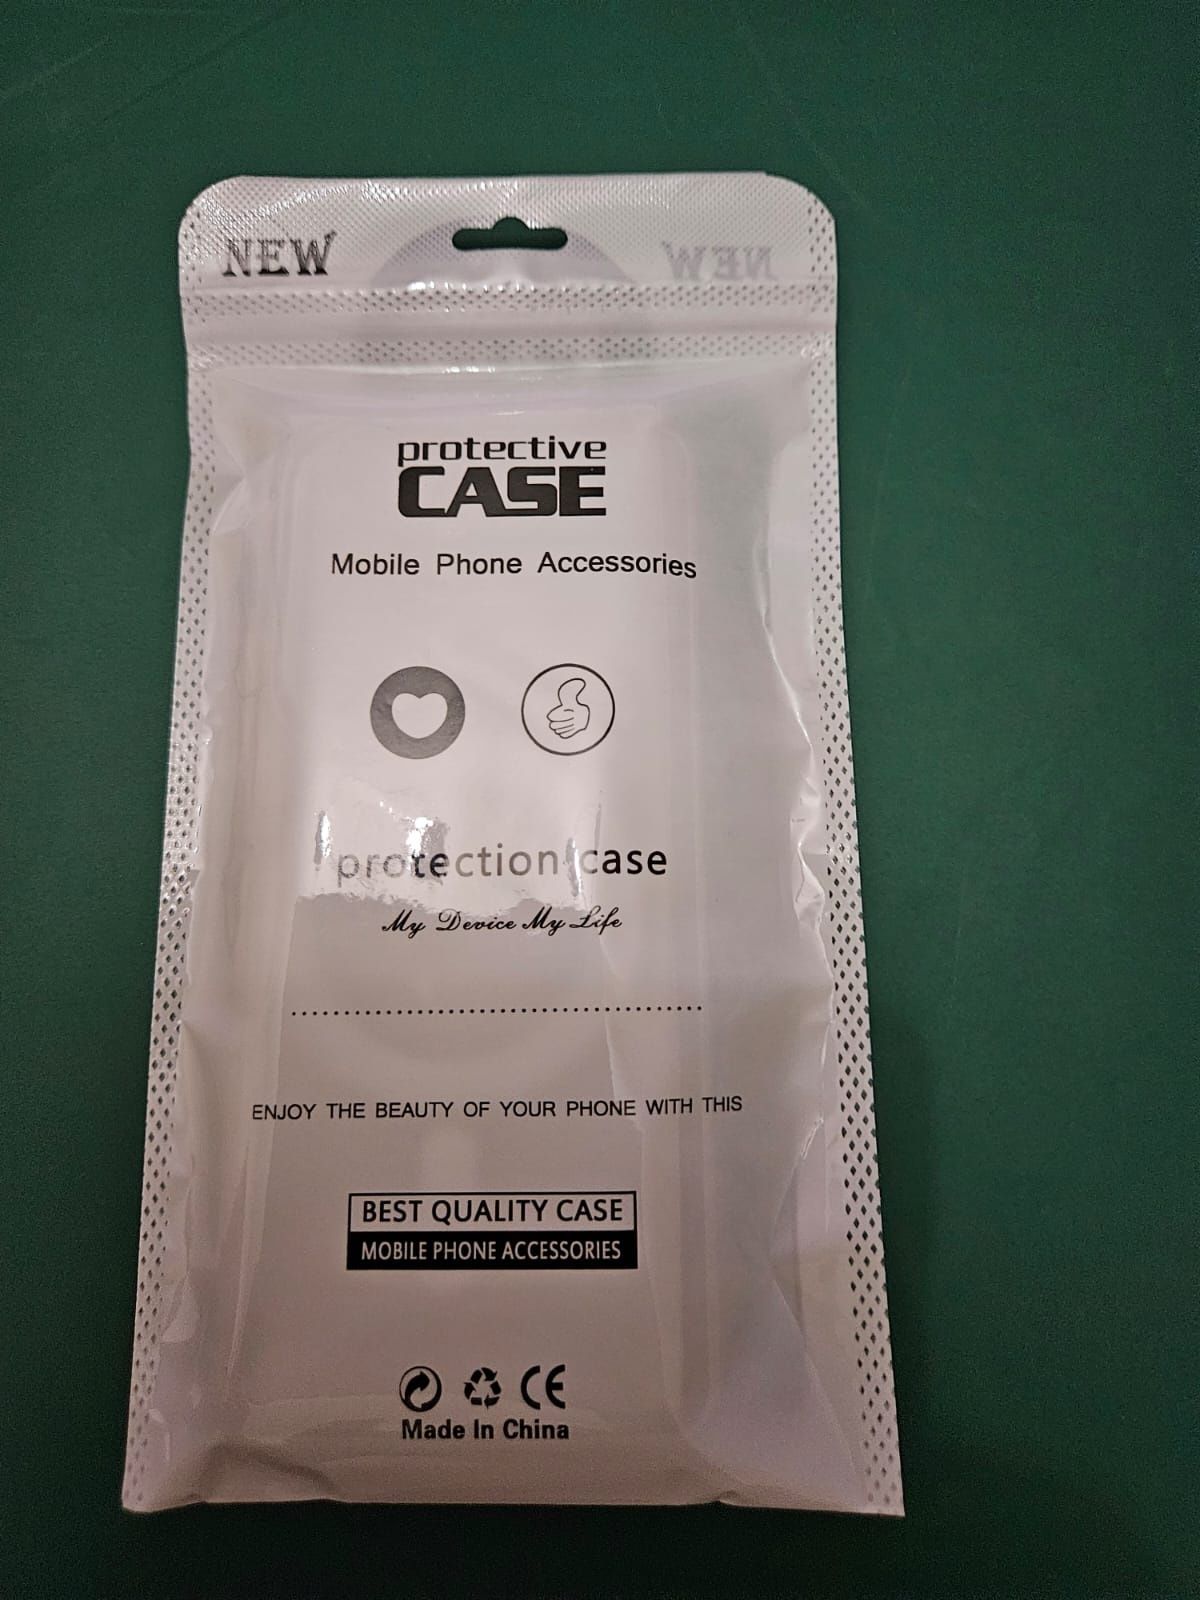 NEW NEW
protective
CASE
Mobile Phone Accessories
protection case
My Device My Life
ENJOY THE BEAUTY OF YOUR PHONE WITH THIS
BEST QUALITY CASE
MOBILE PHONE ACCESSORIES
CE
Made In China